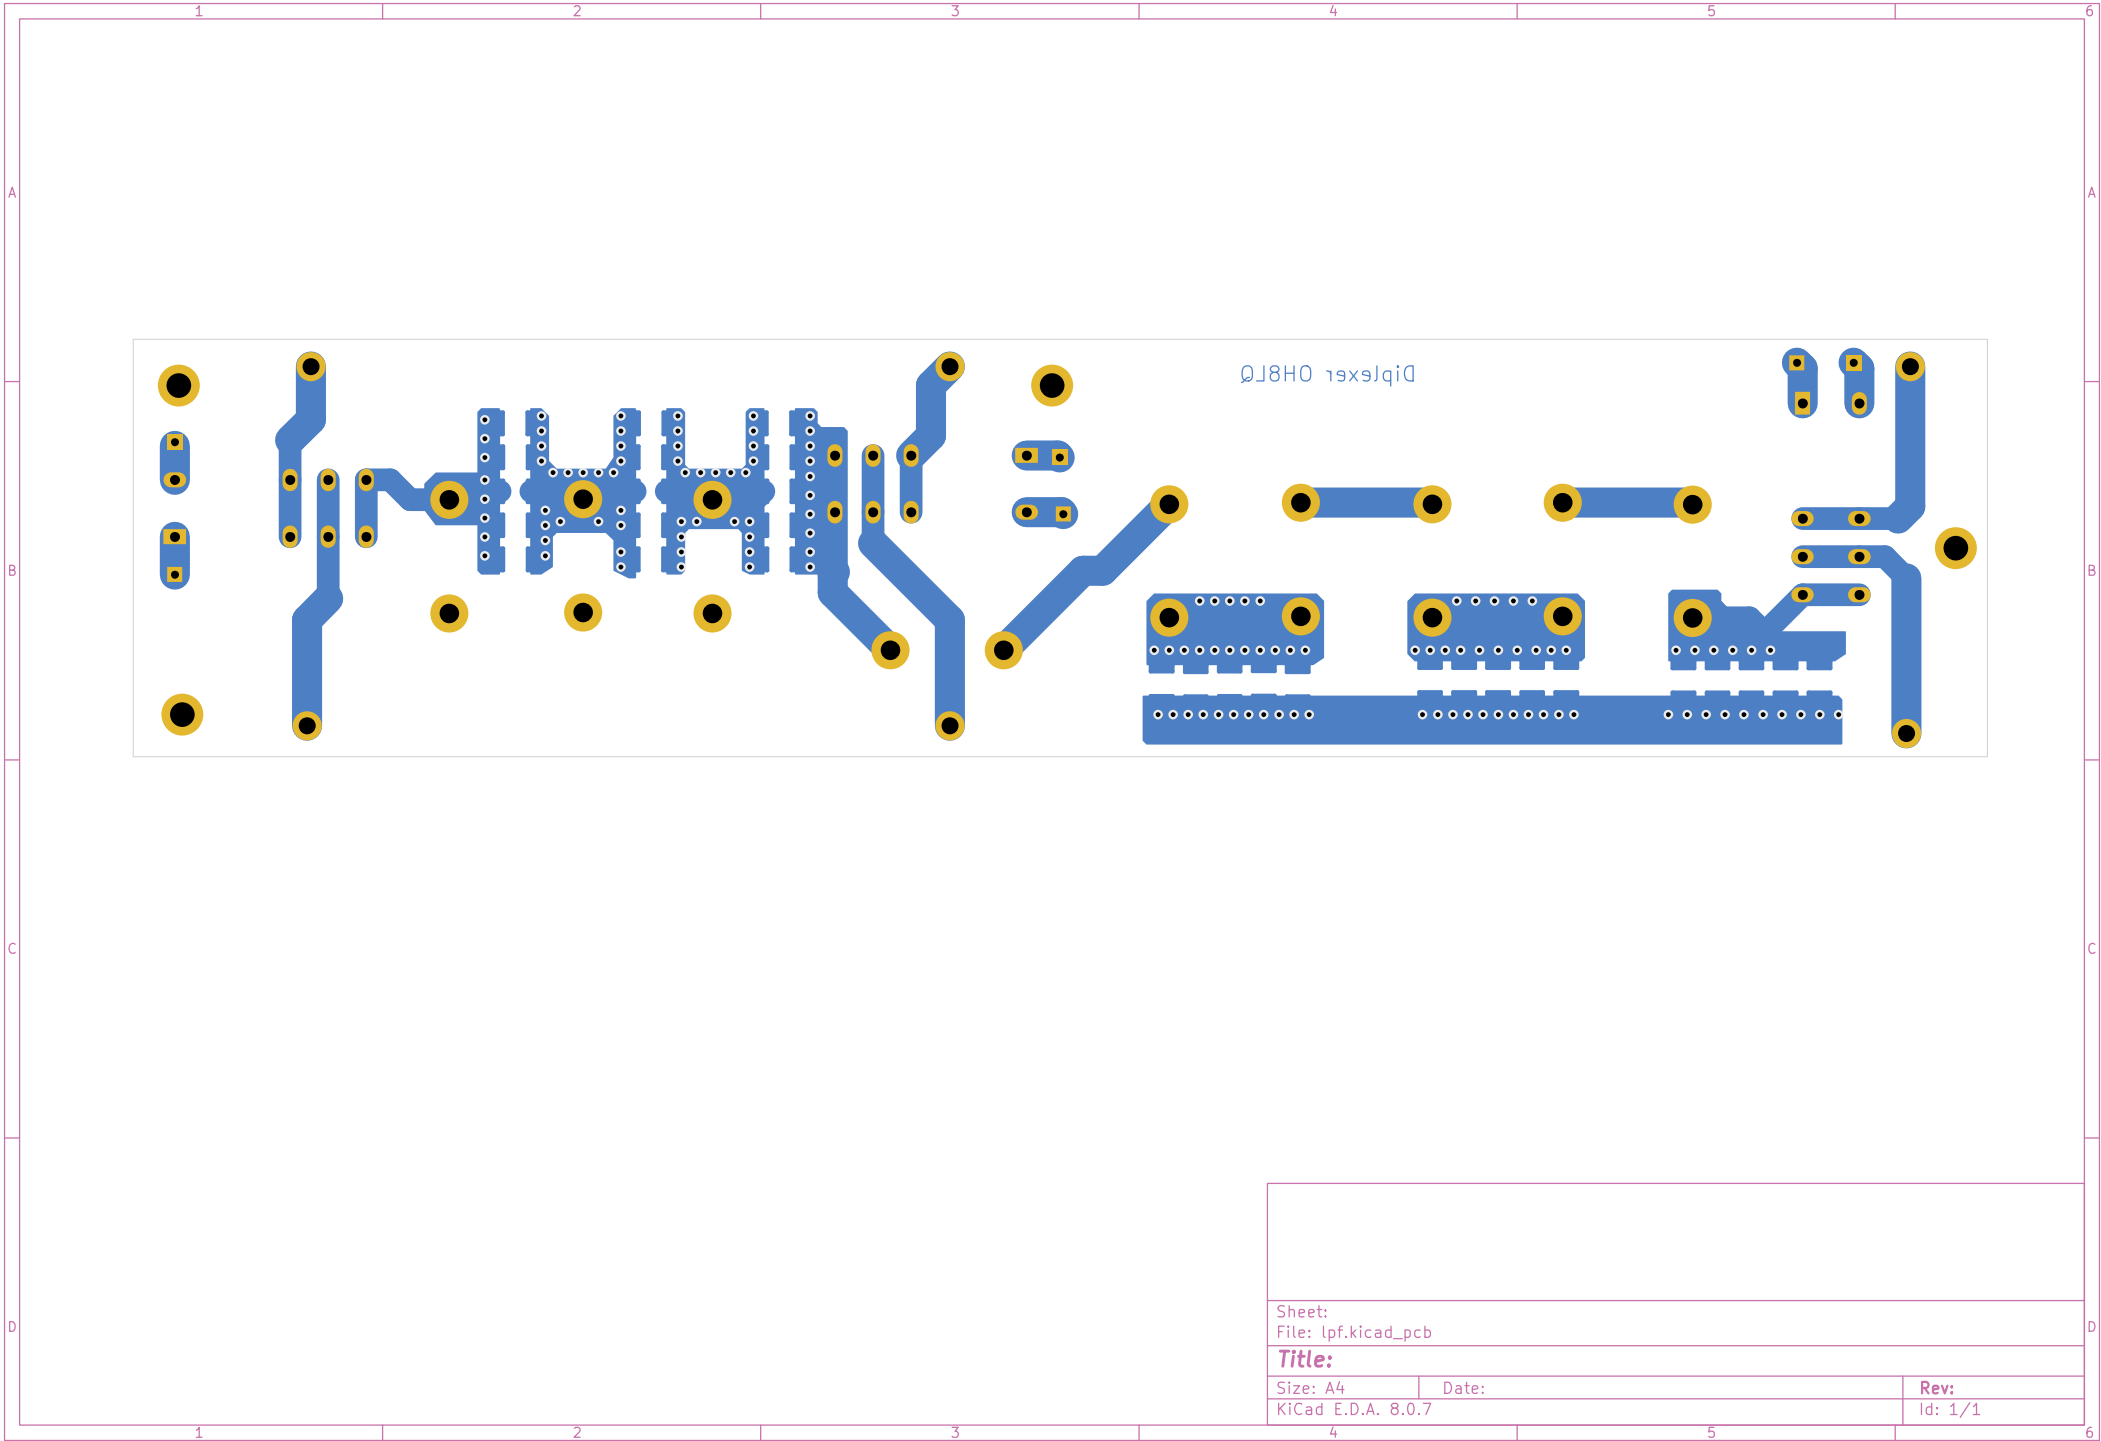 1 2 3 4 5 6
A A
Diplexer OH8LQ
B B
C C
D D
Sheet:
File: lpf.kicad_pcb
Title:
Size: A4 Date: Rev:
KiCad E.D.A. 8.0.7 Id: 1/1
1 2 3 4 5 6